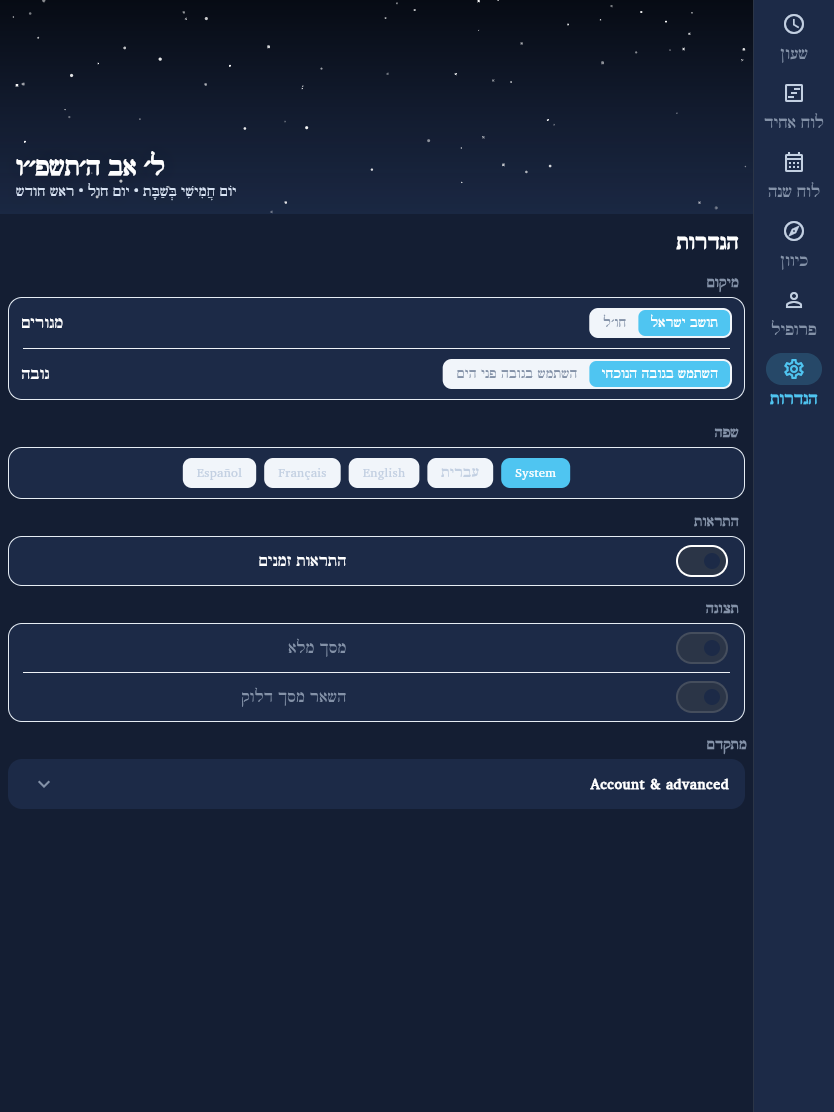 שעון
לוח אחיד
לוח שנה
כיוון
פרופיל
הגדרות
ל׳ אב ה׳תשפ״ו
יוֹם חֲמִישִׁי בְּשַׁבָּת • יום חול • ראש חודש
הגדרות
מיקום
תושב ישראל
חו״ל
מגורים
השתמש בגובה הנוכחי
השתמש בגובה פני הים
גובה
שפה
System
עברית
English
Français
Español
התראות
התראות זמנים
תצוגה
מסך מלא
השאר מסך דלוק
מתקדם
Account & advanced